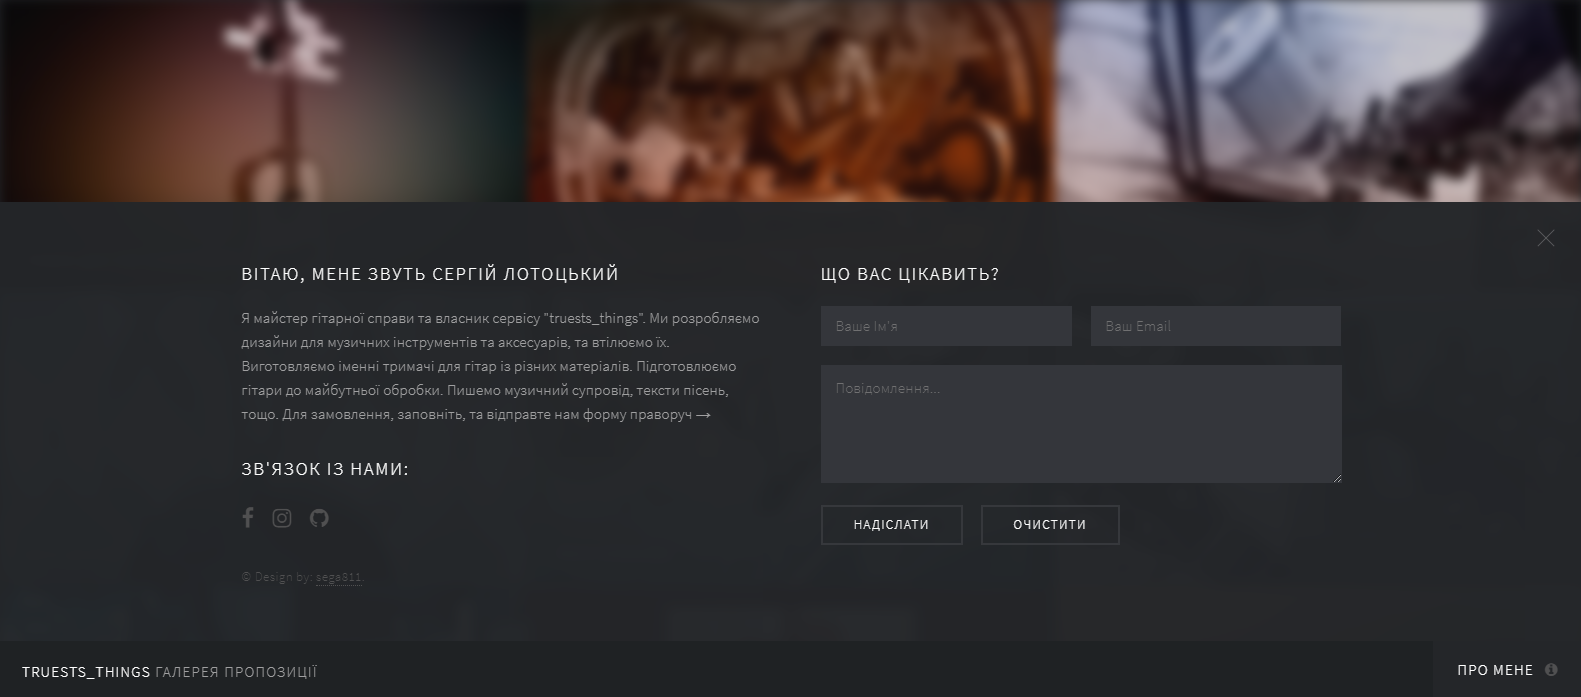 ВІТАЮ, МЕНЕ ЗВУТЬ СЕРГІЙ ЛОТОЦЬКИЙ
Я майстер гітарної справи та власник сервісу "truests_things". Ми розробляємо
дизайни для музичних інструментів та аксесуарів, та втілюємо їх.
Виготовляємо іменні тримачі для гітар із різних матеріалів. Підготовлюємо
гітари до майбутньої обробки. Пишемо музичний супровід, тексти пісень,
тощо. Для замовлення, заповніть, та відправте нам форму праворуч →
ЗВ'ЯЗОК ІЗ НАМИ:
© Design by: sega311.
ЩО ВАС ЦІКАВИТЬ?
Ваше Ім'я
Ваш Email
Повідомлення...
НАДІСЛАТИ
ОЧИСТИТИ
TRUESTS_THINGS ГАЛЕРЕЯ ПРОПОЗИЦІЇ
ПРО МЕНЕ